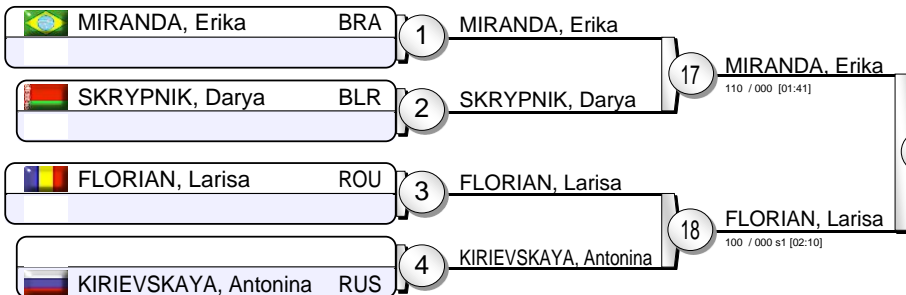 MIRANDA, Erika BRA
1
MIRANDA, Erika
SKRYPNIK, Darya BLR
2
SKRYPNIK, Darya
17
MIRANDA, Erika
110 / 000 [01:41]
FLORIAN, Larisa ROU
3
FLORIAN, Larisa
KIRIEVSKAYA, Antonina RUS
4
KIRIEVSKAYA, Antonina
18
FLORIAN, Larisa
100 / 000 s1 [02:10]